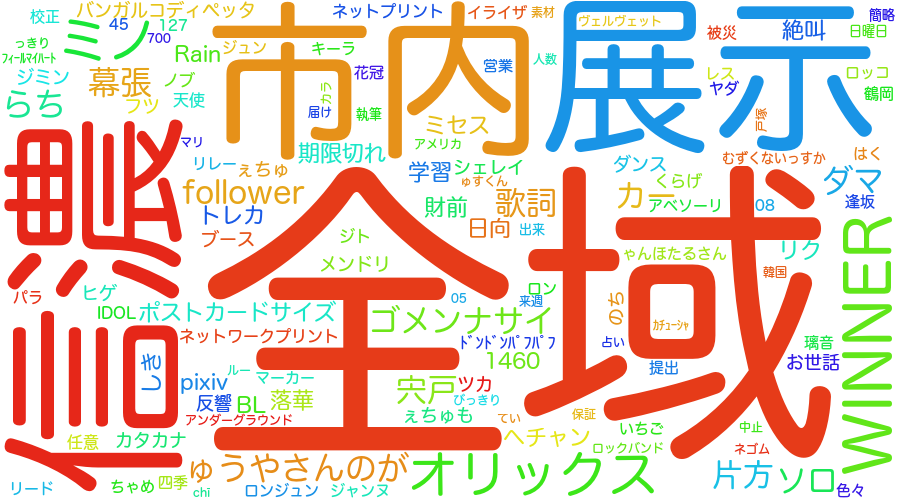 校正
っきり
フィールマイハート
ジミン
らち
ミノ
45
700
127
バンガルコディペッタ
Rain
ジュン
幕張
ノブ
フツ
天使
マリ
市内
展示
ネットプリント
イライザ
素材
ヴェルヴェット
キーラ
花冠
カラ
届け
執筆
営業
人数
ミセス
アメリカ
被災
絶叫
簡略
日曜日
レス
ロッコ
ヤダ
鶴岡
戸塚
むずくないっすか
はく
信濃
全域
リレー
ぇちゅ
期限切れ
学習
シェレイ
ゅすくん
ダンス
くらげ
カー
アベソーリ
08
ダマ
逢坂
follower
トレカ
ブース
財前
歌詞
日向
出来
リク
ジト
メンドリ
ゃんほたるさん
韓国
WINNER
パラ
ヒゲ
IDOL
ポストカードサイズ
05
ロン
来週
のち
カチューシャ
ネットワークプリント
ゴメンナサイ
ドンドンパフパフ
1460
占い
璃音
お世話
しき
pixiv
ルー
マーカー
反響
BL
落華
宍戸
ツカ
びっきり
提出
アンダーグラウンド
ぇちゅも
てい
保証
いちご
中止
任意
カタカナ
ヘチャン
ロックバンド
ネゴム
リード
ちゃめ
四季
chi
ゅうやさんのが
ロンジュン
ジャンヌ
オリックス
片方
ソロ
色々